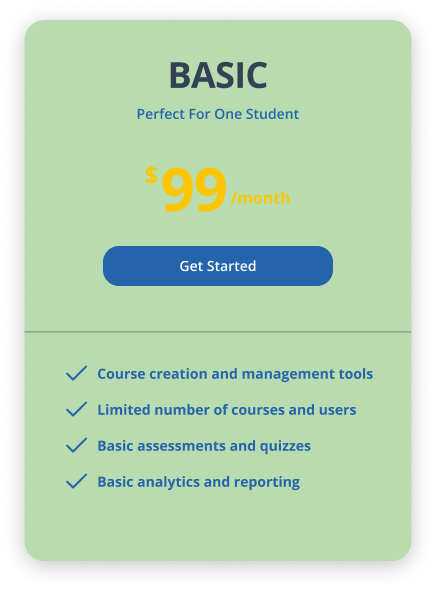 BASIC
Perfect For One Student
$99/month
Get Started
Course creation and management tools
Limited number of courses and users
Basic assessments and quizzes
Basic analytics and reporting